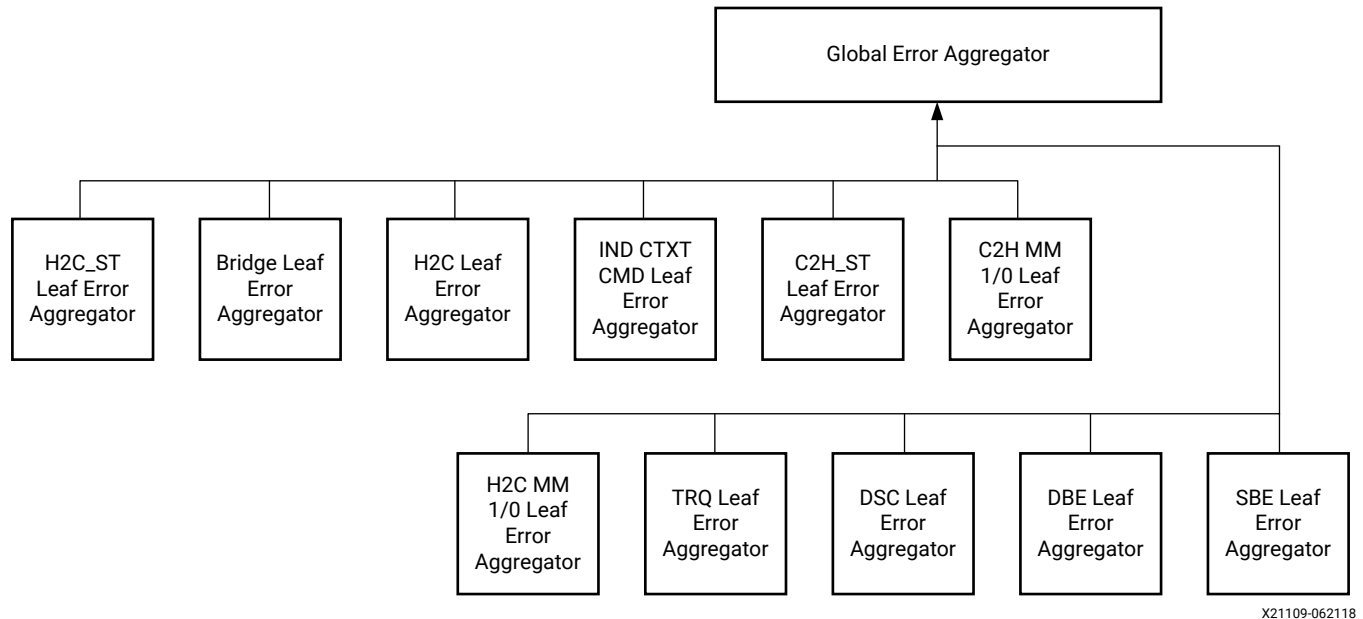 Global Error Aggregator
H2C_ST
Leaf Error
Aggregator
Bridge Leaf
Error
Aggregator
H2C Leaf
Error
Aggregator
IND CTXT
CMD Leaf
Error
Aggregator
C2H_ST
Leaf Error
Aggregator
C2H MM
1/0 Leaf
Error
Aggregator
H2C MM
1/0 Leaf
Error
Aggregator
TRQ Leaf
Error
Aggregator
DSC Leaf
Error
Aggregator
DBE Leaf
Error
Aggregator
SBE Leaf
Error
Aggregator
X21109-062118